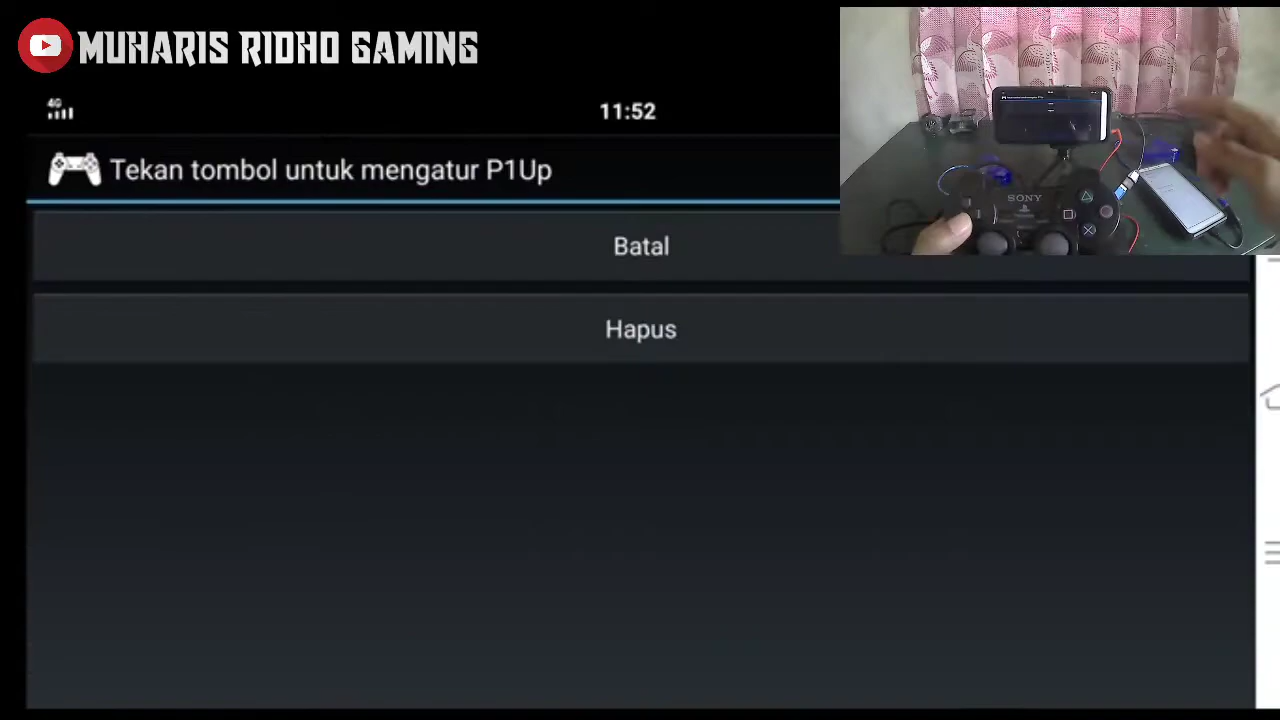 MUHARIS RIDHO GAMING
4G
11:52
Tekan tombol untuk mengatur P1Up
Batal
Hapus
SONY